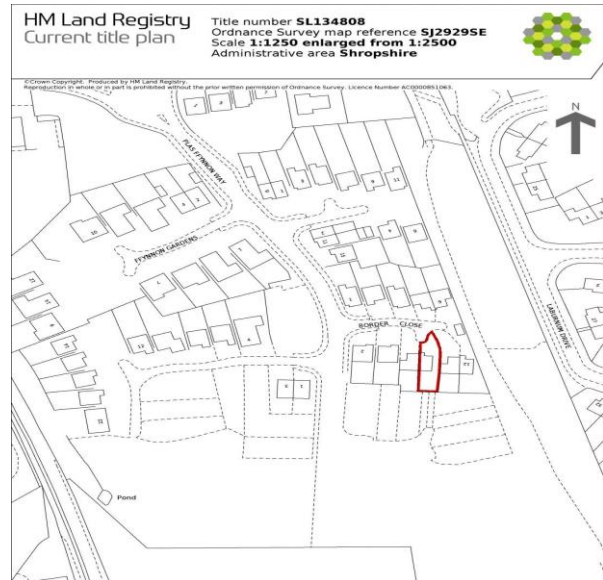 HM Land Registry
Current title plan
Title number SL134808
Ordnance Survey map reference SJ2929SE
Scale 1:1250 enlarged from 1:2500
Administrative area Shropshire
©Crown Copyright. Produced by HM Land Registry.
Reproduction in whole or in part is prohibited without the prior written permission of Ordnance Survey. Licence Number AC0000851063.
N
PLAS FFYNNON WAY
FFYNNON GARDENS
BORDER CLOSE
LABURNUM DRIVE
Pond